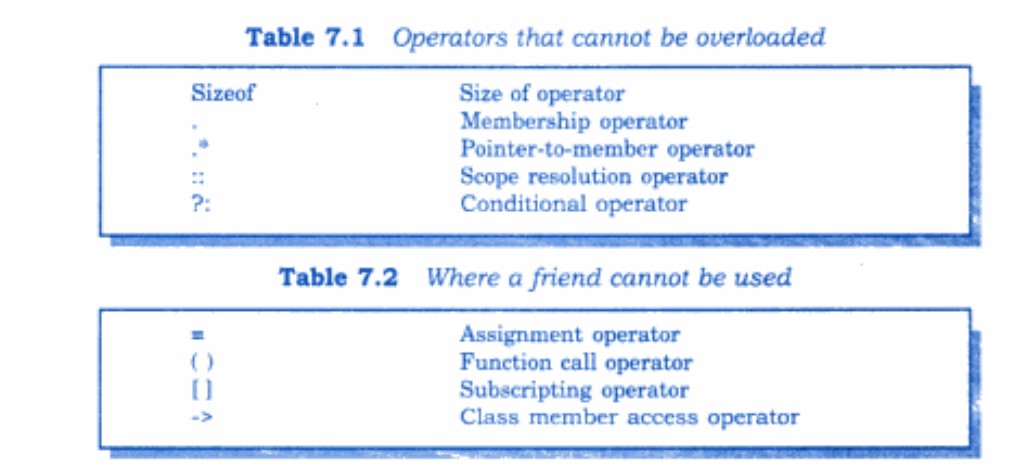 Table 7.1 Operators that cannot be overloaded
Sizeof Size of operator
. Membership operator
.* Pointer-to-member operator
:: Scope resolution operator
?: Conditional operator
Table 7.2 Where a friend cannot be used
= Assignment operator
( ) Function call operator
[ ] Subscripting operator
-> Class member access operator